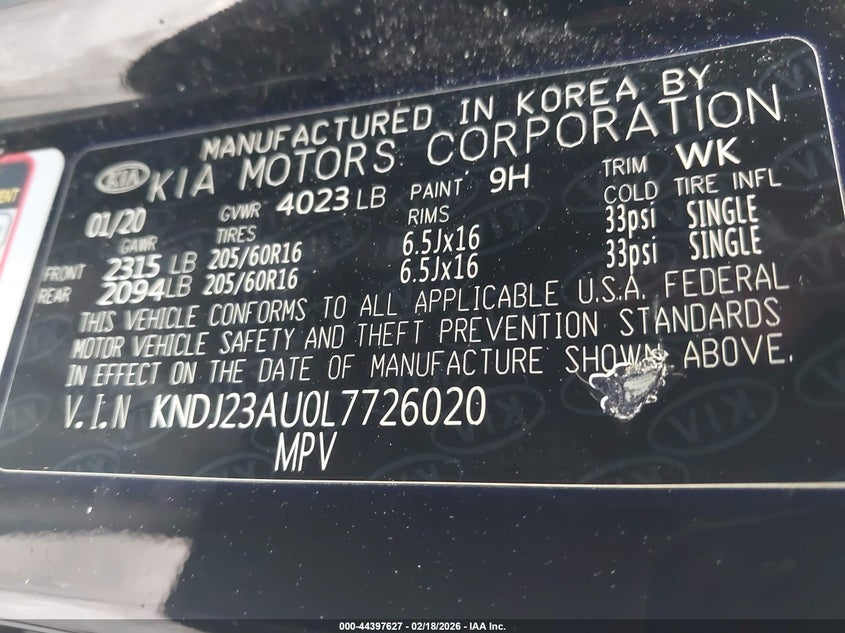 MANUFACTURED IN KOREA BY
KIA KIA MOTORS CORPORATION
01/20 GVWR 4023 LB PAINT 9H TRIM WK
GAWR TIRES RIMS COLD TIRE INFL
FRONT 2315 LB 205/60R16 6.5Jx16 33psi SINGLE
REAR 2094LB 205/60R16 6.5Jx16 33psi SINGLE
THIS VEHICLE CONFORMS TO ALL APPLICABLE U.S.A. FEDERAL
MOTOR VEHICLE SAFETY AND THEFT PREVENTION STANDARDS
IN EFFECT ON THE DATE OF MANUFACTURE SHOWN ABOVE.
V.I.N KNDJ23AU0L7726020
MPV
000-44397627 - 02/18/2026 - IAA Inc.